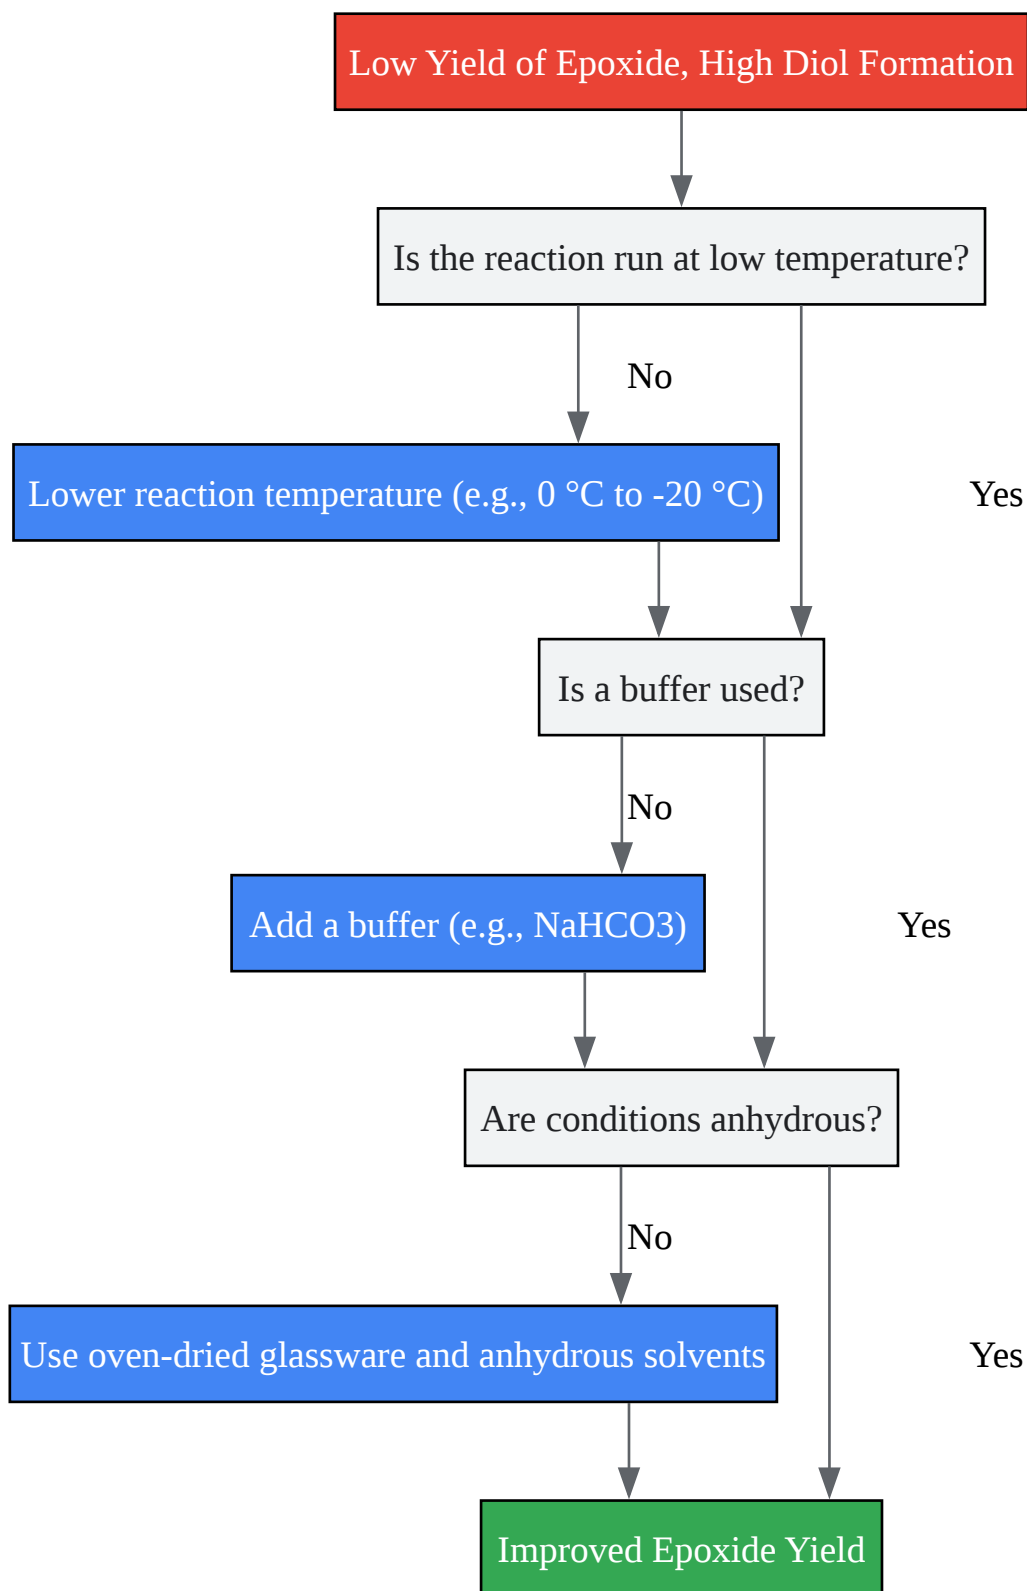 Low Yield of Epoxide, High Diol Formation
Is the reaction run at low temperature?
No
Lower reaction temperature (e.g., 0 °C to -20 °C)
Yes
Is a buffer used?
No
Add a buffer (e.g., NaHCO3)
Yes
Are conditions anhydrous?
No
Use oven-dried glassware and anhydrous solvents
Yes
Improved Epoxide Yield